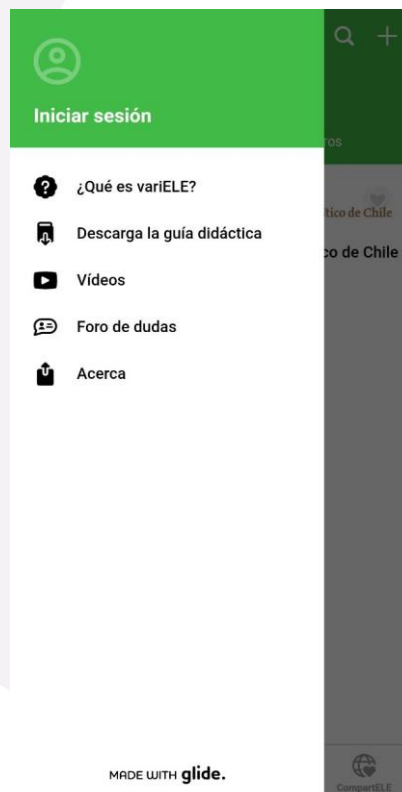 Iniciar sesión
ros
¿Qué es variELE?
tico de Chile
Descarga la guía didáctica
co de Chile
Vídeos
Foro de dudas
Acerca
MADE WITH glide.
CompartELE